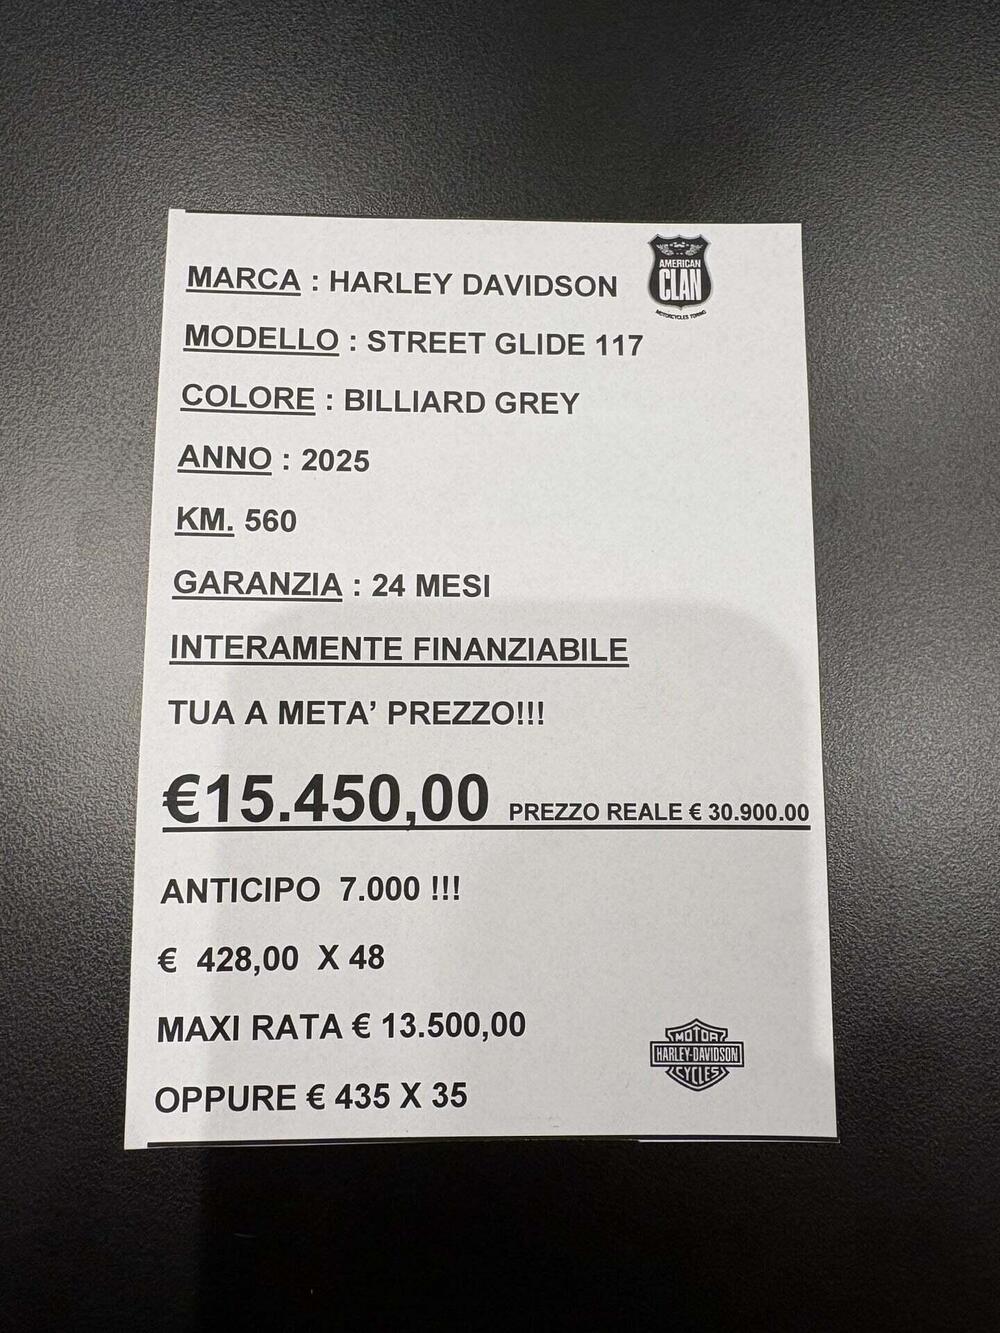 MARCA : HARLEY DAVIDSON
AMERICAN
CLAN
MOTORCYCLES TORINO
MODELLO : STREET GLIDE 117
COLORE : BILLIARD GREY
ANNO : 2025
KM. 560
GARANZIA : 24 MESI
INTERAMENTE FINANZIABILE
TUA A META’ PREZZO!!!
€15.450,00 PREZZO REALE € 30.900.00
ANTICIPO 7.000 !!!
€ 428,00 X 48
MAXI RATA € 13.500,00
MOTOR
HARLEY-DAVIDSON
CYCLES
OPPURE € 435 X 35